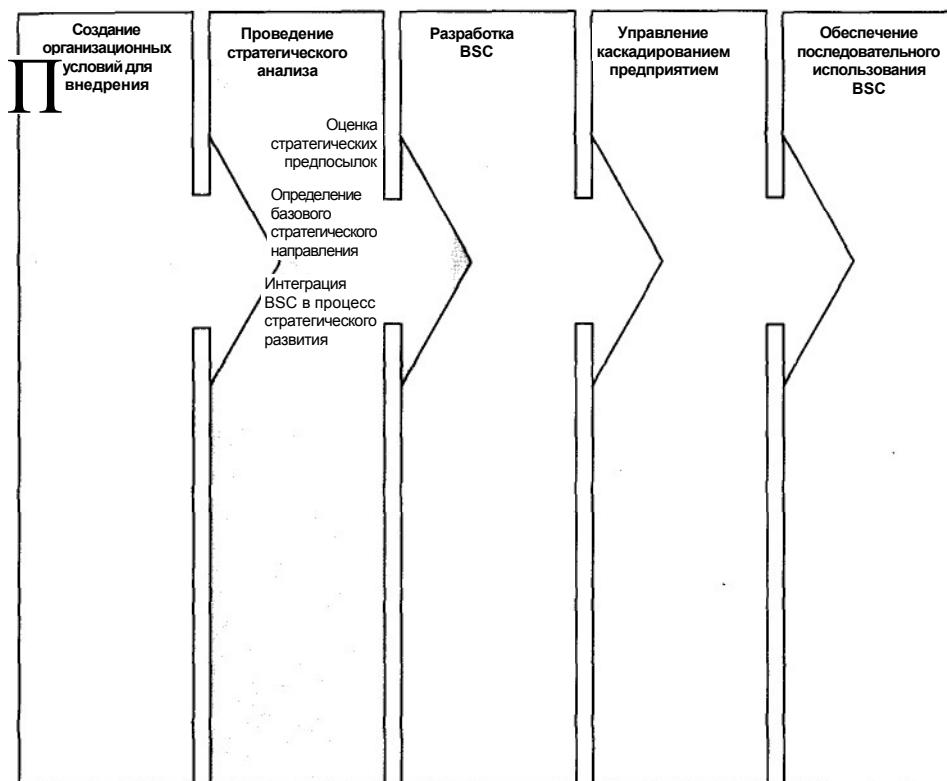 Создание
организационных
условий для
внедрения
П
Проведение
стратегического
анализа
Оценка
стратегических
предпосылок
Определение
базового
стратегического
направления
Интеграция
BSC в процесс
стратегического
развития
Разработка
BSC
Управление
каскадированием
предприятием
Обеспечение
последовательного
использования
BSC